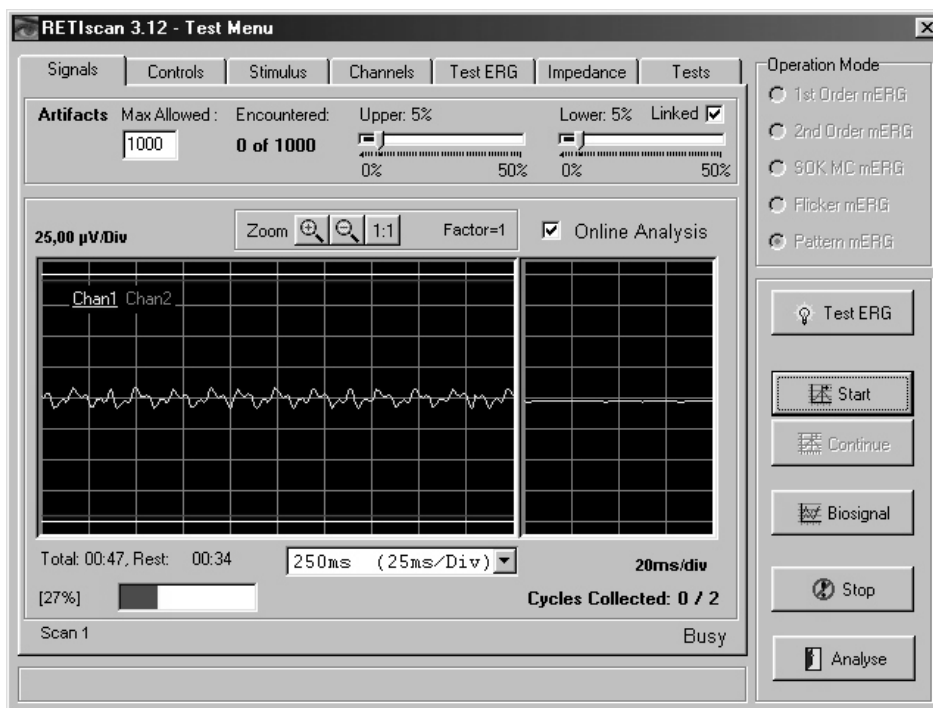 RETIscan 3.12 - Test Menu
Signals Controls Stimulus Channels Test ERG Impedance Tests
Artifacts Max Allowed : Encountered: Upper: 5% Lower: 5% Linked
1000 0 of 1000
0% 50% 0% 50%
25,00 µV/Div Zoom 1:1 Factor=1 Online Analysis
Chan1 Chan2
Total: 00:47, Rest: 00:34 250ms (25ms/Div) 20ms/div
[27%] Cycles Collected: 0 / 2
Scan 1 Busy
Operation Mode
1st Order mERG
2nd Order mERG
SOK MC mERG
Flicker mERG
Pattern mERG
Test ERG
Start
Continue
Biosignal
Stop
Analyse